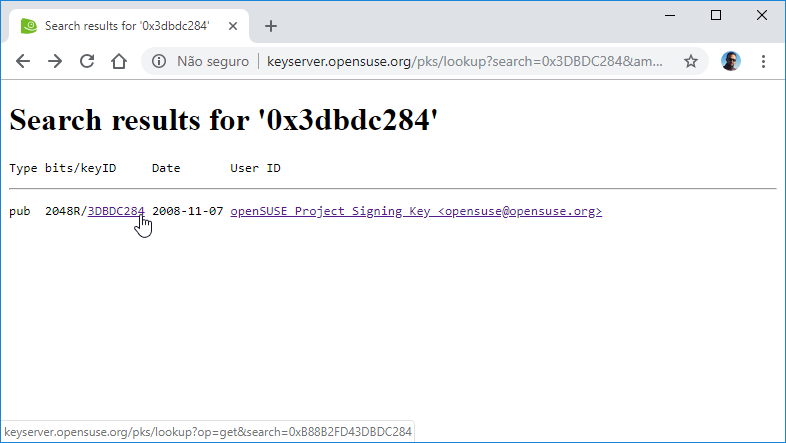 Search results for '0x3dbdc284'
Não seguro keyserver.opensuse.org/pks/lookup?search=0x3DBDC284&am...
Search results for '0x3dbdc284'
Type bits/keyID Date User ID
pub 2048R/3DBDC284 2008-11-07 openSUSE Project Signing Key <opensuse@opensuse.org>
keyserver.opensuse.org/pks/lookup?op=get&search=0xB88B2FD43DBDC284